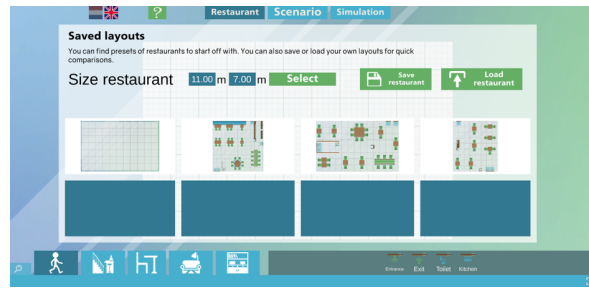 ?
Restaurant Scenario Simulation
Saved layouts
You can find presets of restaurants to start off with. You can also save or load your own layouts for quick
comparisons.
Size restaurant 11.00 m 7.00 m Select
Save
restaurant
Load
restaurant
Entrance Exit Toilet Kitchen